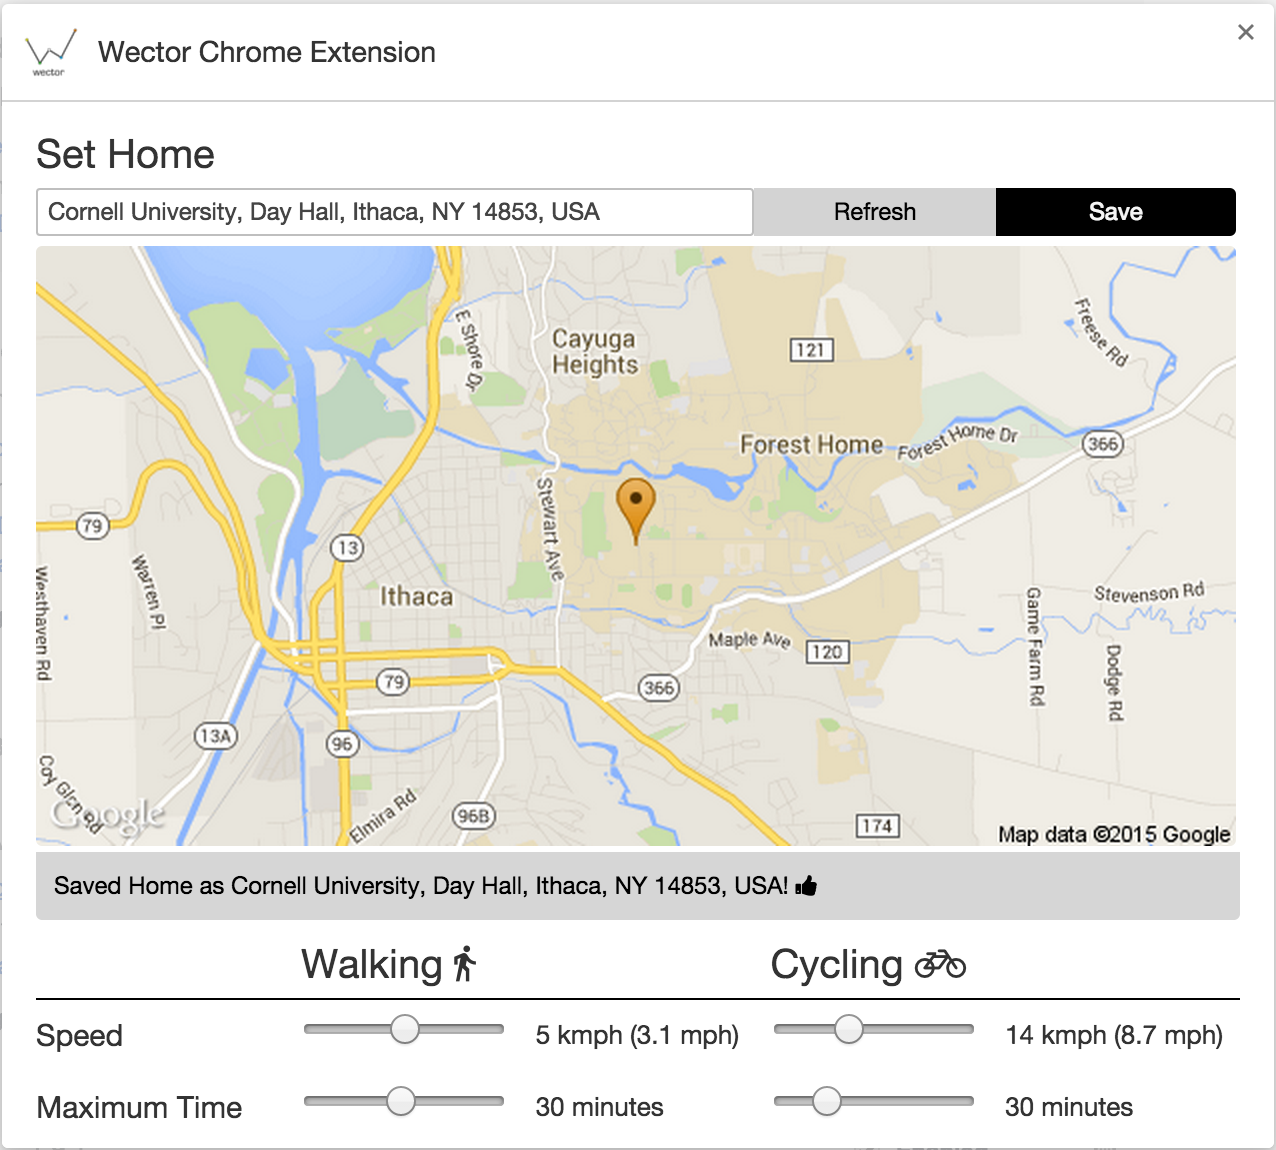 wector
Wector Chrome Extension
×
Set Home
Cornell University, Day Hall, Ithaca, NY 14853, USA
Refresh
Save
E Shore Dr
Cayuga
Heights
121
Freese Rd
Forest Home
Forest Home Dr
366
Stewart Ave
79
13
Warren Pl
Ithaca
Westhaven Rd
Game Farm Rd
Stevenson Rd
Maple Ave
120
Dodge Rd
79
366
13A
96
Coy Glen Rd
Google
Elmira Rd
96B
174
Map data ©2015 Google
Saved Home as Cornell University, Day Hall, Ithaca, NY 14853, USA!
Walking
Cycling
Speed
5 kmph (3.1 mph)
14 kmph (8.7 mph)
Maximum Time
30 minutes
30 minutes